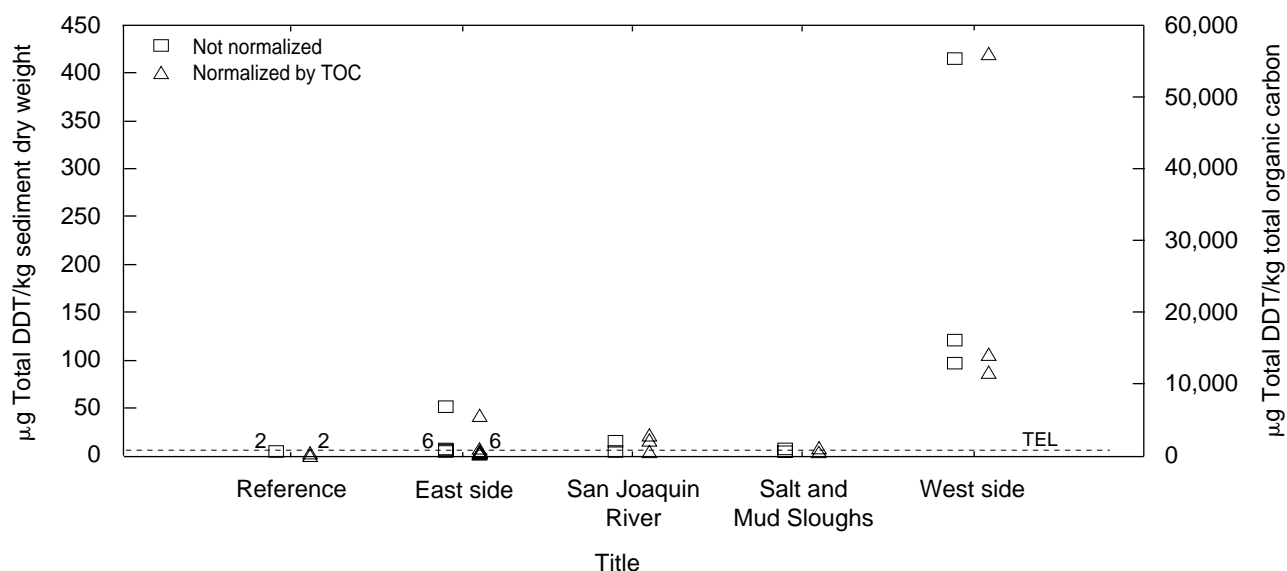 450
400
350
300
250
200
150
100
50
0
µg Total DDT/kg sediment dry weight
Not normalized
Normalized by TOC
60,000
50,000
40,000
30,000
20,000
10,000
0
µg Total DDT/kg total organic carbon
2 2 6 6 TEL
Reference East side San Joaquin River Salt and Mud Sloughs West side
Title